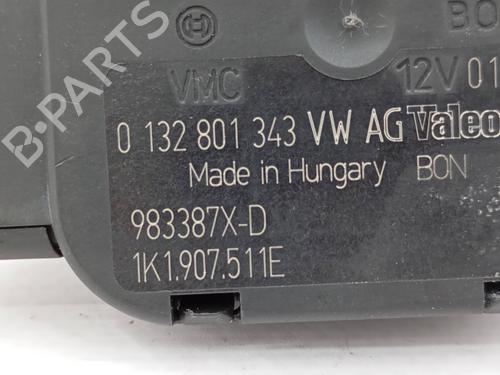 BO
VMC 12V 01
0 132 801 343 VW AG Valeo
Made in Hungary BON
983387X-D
1K1.907.511E
B-PARTS